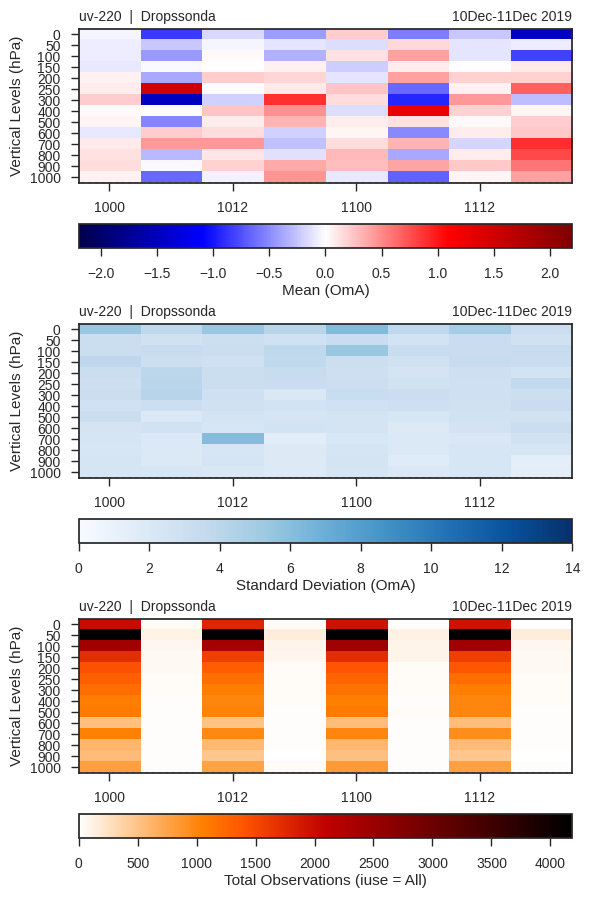 uv-220 | Dropssonda 10Dec-11Dec 2019
Vertical Levels (hPa)
0
50
100
150
200
250
300
400
500
600
700
800
900
1000
1000 1012 1100 1112
−2.0 −1.5 −1.0 −0.5 0.0 0.5 1.0 1.5 2.0
Mean (OmA)
uv-220 | Dropssonda 10Dec-11Dec 2019
Vertical Levels (hPa)
0
50
100
150
200
250
300
400
500
600
700
800
900
1000
1000 1012 1100 1112
0 2 4 6 8 10 12 14
Standard Deviation (OmA)
uv-220 | Dropssonda 10Dec-11Dec 2019
Vertical Levels (hPa)
0
50
100
150
200
250
300
400
500
600
700
800
900
1000
1000 1012 1100 1112
0 500 1000 1500 2000 2500 3000 3500 4000
Total Observations (iuse = All)